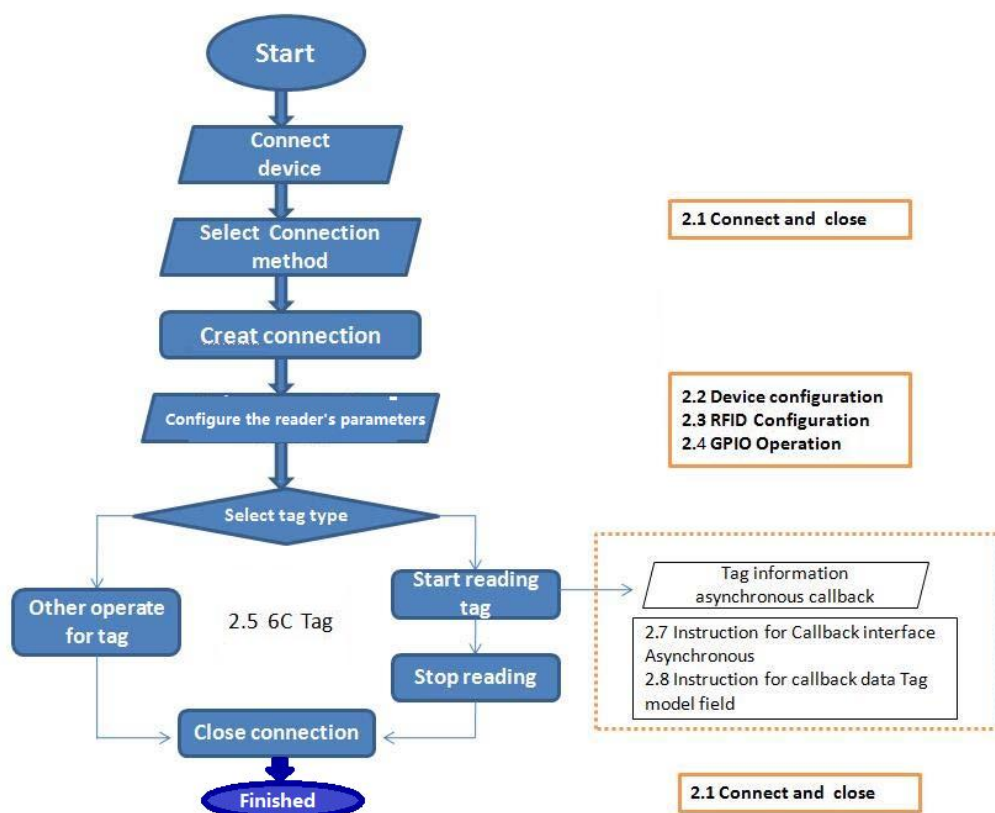 Start
Connect
device
2.1 Connect and close
Select Connection
method
Creat connection
2.2 Device configuration
2.3 RFID Configuration
2.4 GPIO Operation
Configure the reader's parameters
Select tag type
Tag information
asynchronous callback
Start reading
tag
Other operate
for tag
2.5 6C Tag
2.7 Instruction for Callback interface
Asynchronous
2.8 Instruction for callback data Tag
model field
Stop reading
Close connection
Finished
2.1 Connect and close